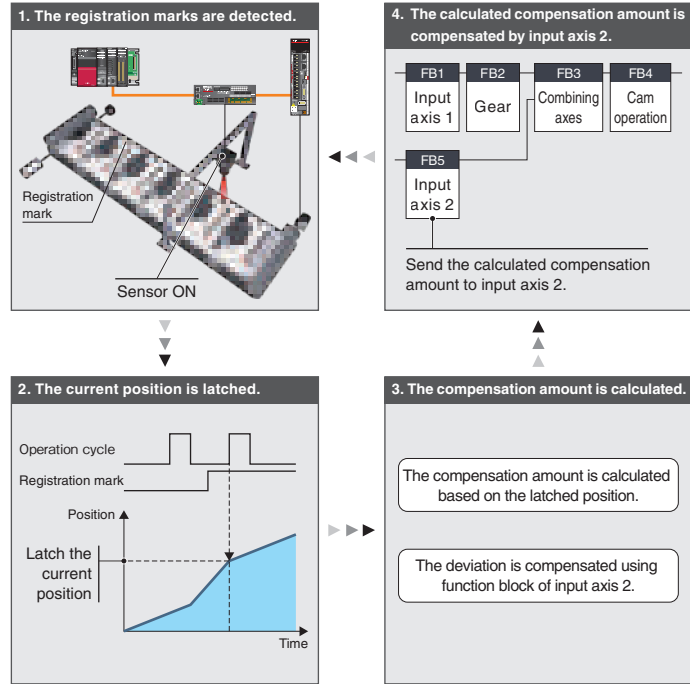 1. The registration marks are detected.
Registration
mark
Sensor ON
2. The current position is latched.
Operation cycle
Registration mark
Position
Latch the
current
position
Time
3. The compensation amount is calculated.
The compensation amount is calculated
based on the latched position.
The deviation is compensated using
function block of input axis 2.
4. The calculated compensation amount is
compensated by input axis 2.
FB1
Input
axis 1
FB2
Gear
FB3
Combining
axes
FB4
Cam
operation
FB5
Input
axis 2
Send the calculated compensation
amount to input axis 2.